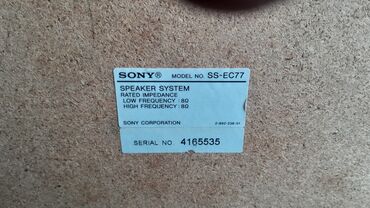 SONY® MODEL NO. SS-EC77
SPEAKER SYSTEM
RATED IMPEDANCE
LOW FREQUENCY : 8Ω
HIGH FREQUENCY : 8Ω
SONY CORPORATION
SERIAL NO. 4165535